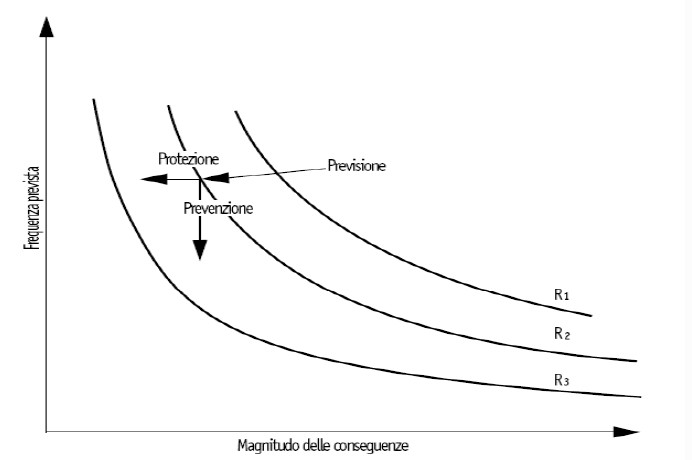 Protezione
Previsione
Prevenzione
Frequenza prevista
R1
R2
R3
Magnitudo delle conseguenze